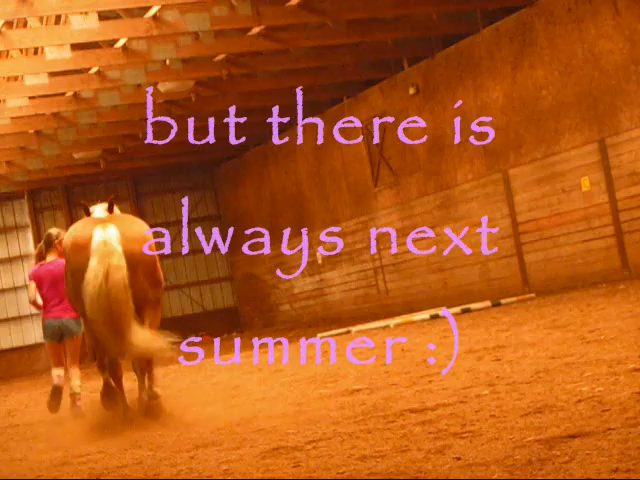 but there is
always next
summer :)